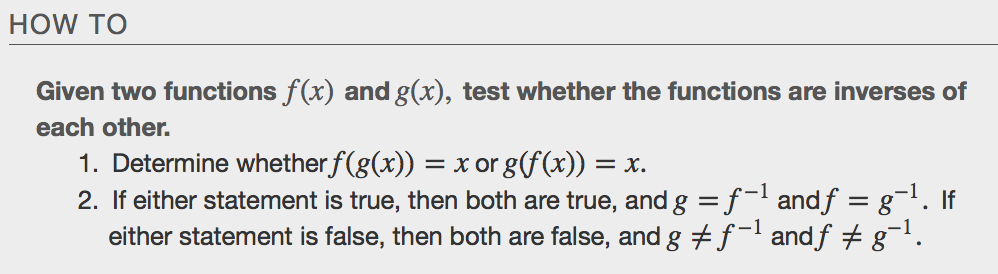 HOW TO
Given two functions f(x) and g(x), test whether the functions are inverses of
each other.
1. Determine whether f(g(x)) = x or g(f(x)) = x.
2. If either statement is true, then both are true, and g = f⁻¹ and f = g⁻¹. If
either statement is false, then both are false, and g ≠ f⁻¹ and f ≠ g⁻¹.